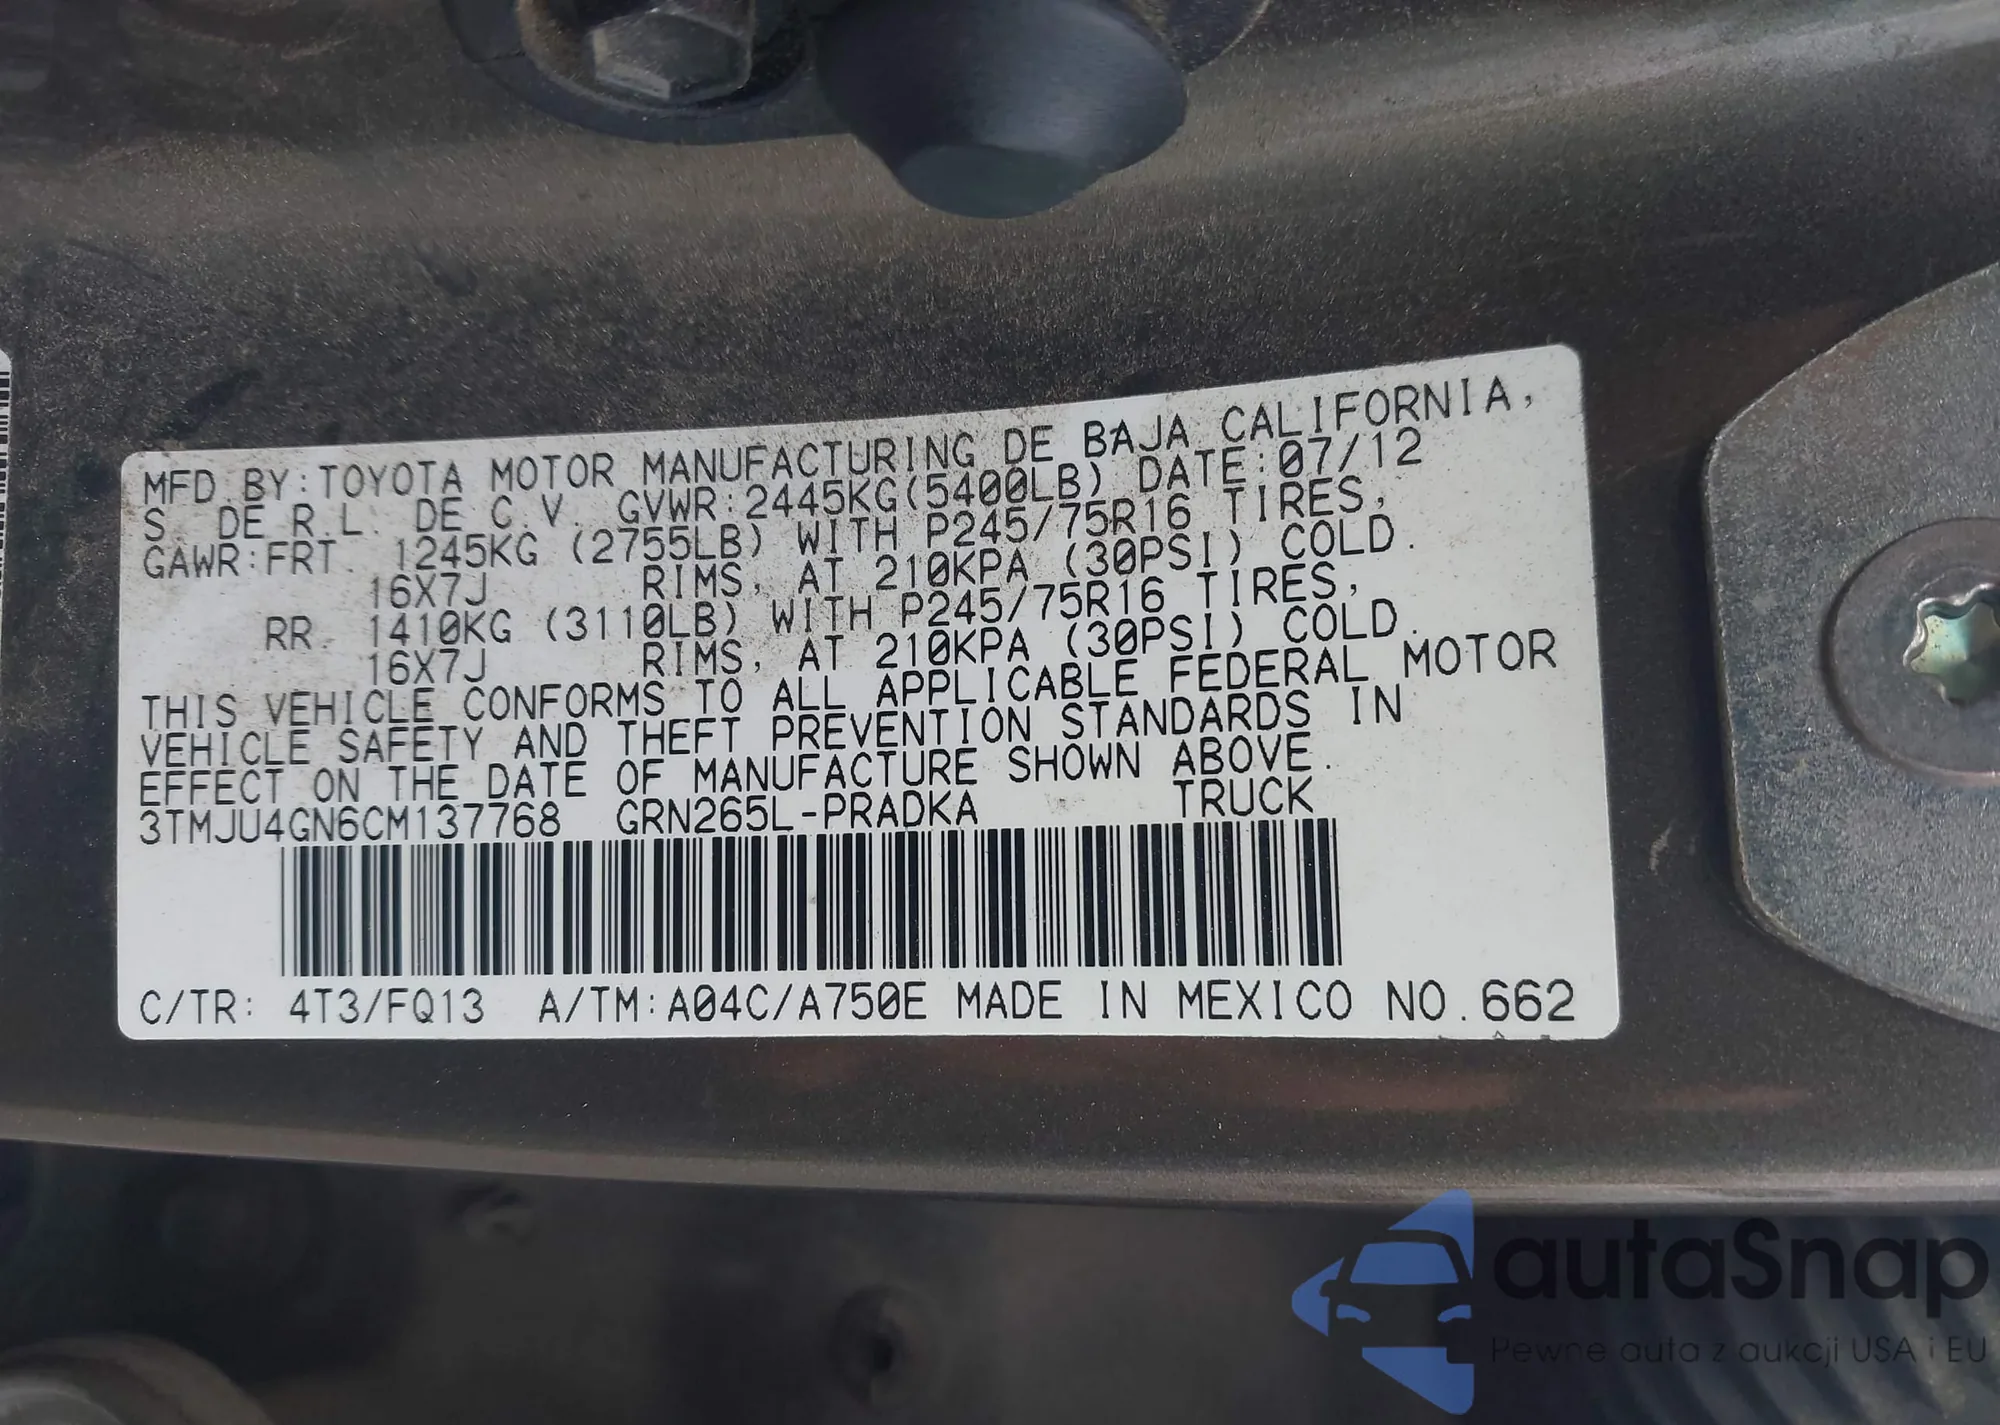 MFD.BY:TOYOTA MOTOR MANUFACTURING DE BAJA CALIFORNIA,
S. DE R.L. DE C.V. GVWR:2445KG(5400LB) DATE:07/12
GAWR:FRT. 1245KG (2755LB) WITH P245/75R16 TIRES,
16X7J RIMS, AT 210KPA (30PSI) COLD.
RR. 1410KG (3110LB) WITH P245/75R16 TIRES,
16X7J RIMS, AT 210KPA (30PSI) COLD.
THIS VEHICLE CONFORMS TO ALL APPLICABLE FEDERAL MOTOR
VEHICLE SAFETY AND THEFT PREVENTION STANDARDS IN
EFFECT ON THE DATE OF MANUFACTURE SHOWN ABOVE.
3TMJU4GN6CM137768 GRN265L-PRADKA TRUCK
C/TR: 4T3/FQ13 A/TM:A04C/A750E MADE IN MEXICO NO.662
autoSnap
Pewne auta z aukcji USA i EU